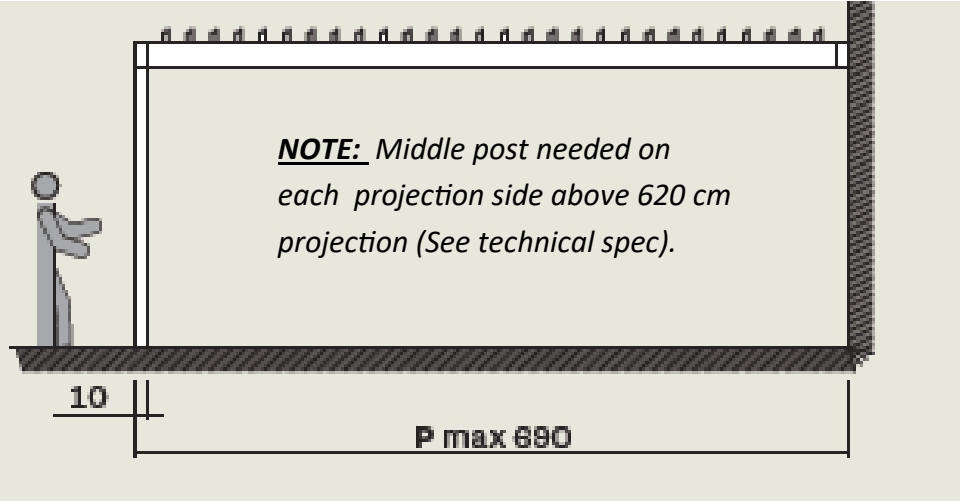 NOTE: Middle post needed on
each projection side above 620 cm
projection (See technical spec).
10
P max 690